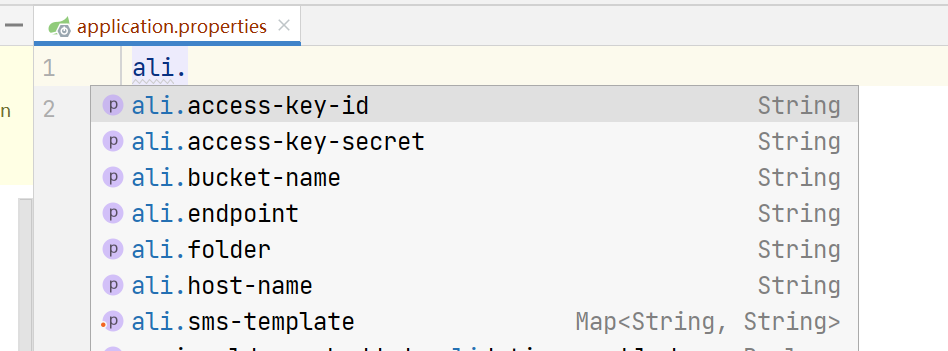 application.properties
n
1 ali.
2
p ali.access-key-id String
p ali.access-key-secret String
p ali.bucket-name String
p ali.endpoint String
p ali.folder String
p ali.host-name String
p ali.sms-template Map<String, String>